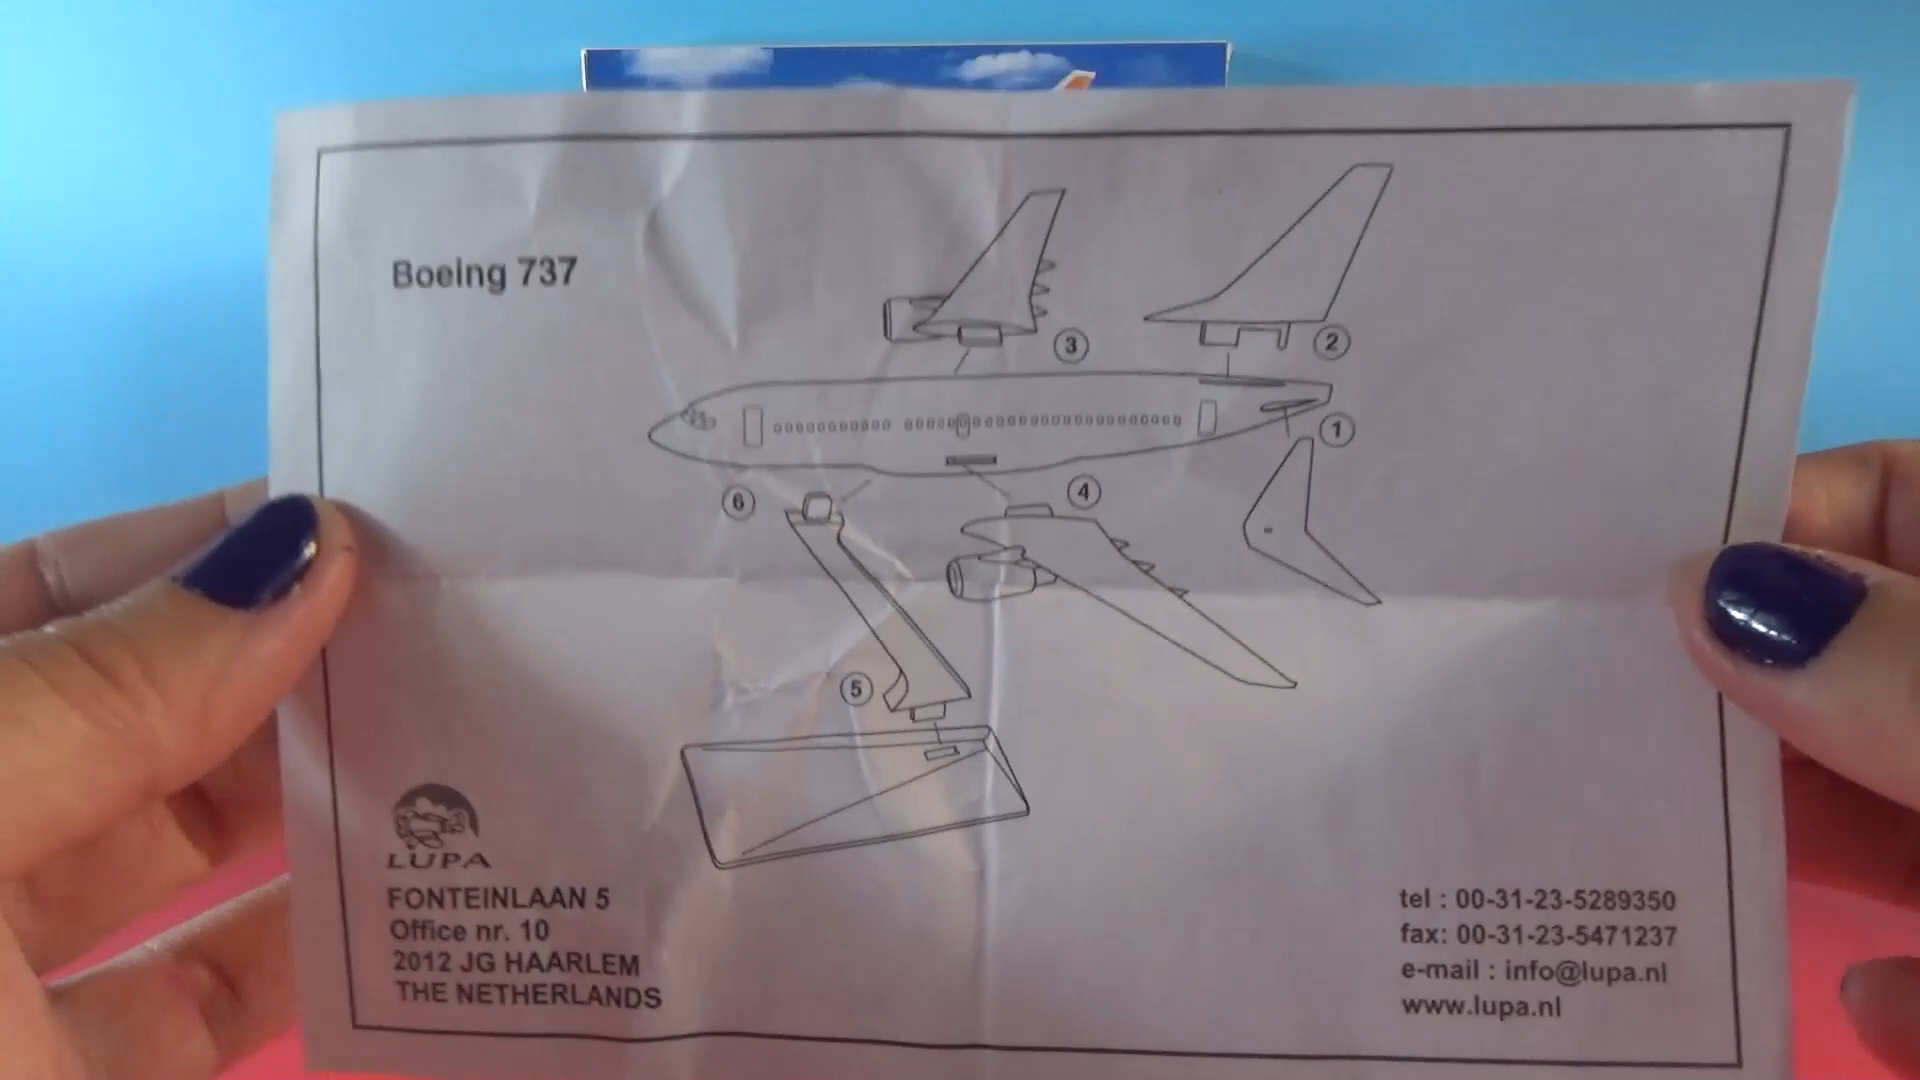 Boeing 737
3
2
1
6
4
5
LUPA
FONTEINLAAN 5
Office nr. 10
2012 JG HAARLEM
THE NETHERLANDS
tel : 00-31-23-5289350
fax: 00-31-23-5471237
e-mail : info@lupa.nl
www.lupa.nl